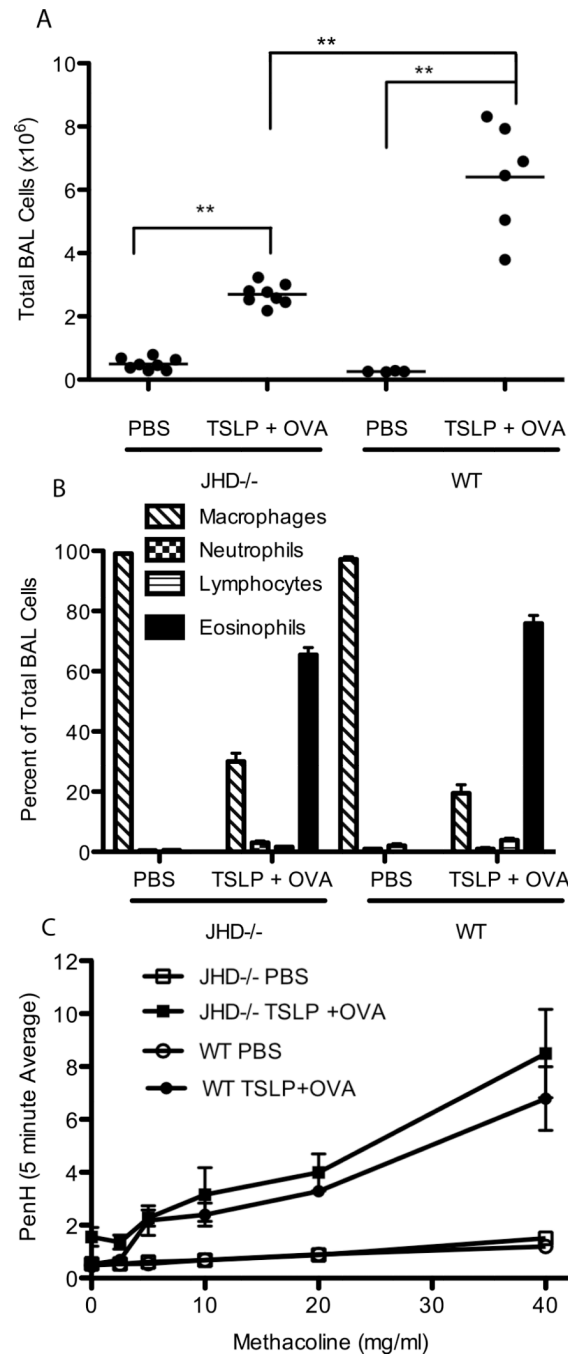 A
**
**
**
10
8
6
4
2
0
Total BAL Cells (x10⁶)
PBS TSLP + OVA PBS TSLP + OVA
JHD-/- WT
B
Macrophages
Neutrophils
Lymphocytes
Eosinophils
100
80
60
40
20
0
Percent of Total BAL Cells
PBS TSLP + OVA PBS TSLP + OVA
JHD-/- WT
C
JHD-/- PBS
JHD-/- TSLP +OVA
WT PBS
WT TSLP+OVA
12
10
8
6
4
2
0
PenH (5 minute Average)
0 10 20 30 40
Methacoline (mg/ml)